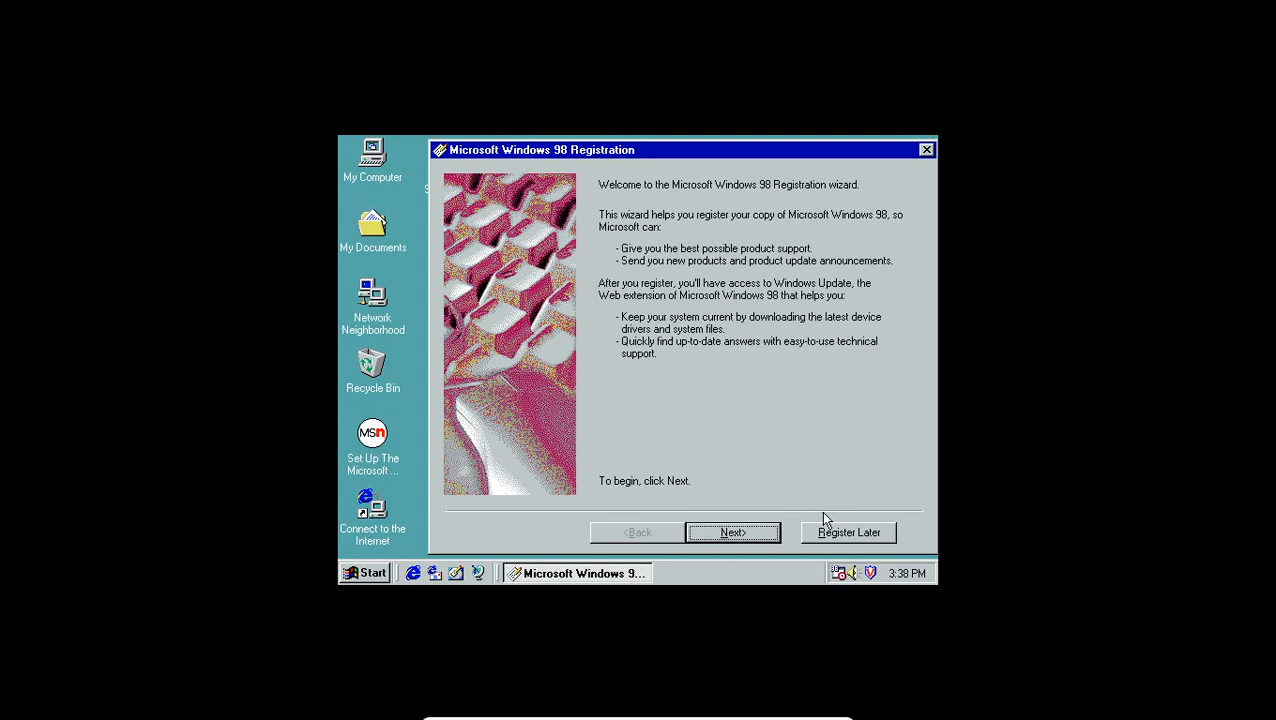 My Computer
My Documents
Network
Neighborhood
Recycle Bin
MSn
Set Up The
Microsoft ...
Connect to the
Internet
Microsoft Windows 98 Registration
Welcome to the Microsoft Windows 98 Registration wizard.
This wizard helps you register your copy of Microsoft Windows 98, so
Microsoft can:
- Give you the best possible product support.
- Send you new products and product update announcements.
After you register, you'll have access to Windows Update, the
Web extension of Microsoft Windows 98 that helps you:
- Keep your system current by downloading the latest device
drivers and system files.
- Quickly find up-to-date answers with easy-to-use technical
support.
To begin, click Next.
<Back
Next>
Register Later
Start
Microsoft Windows 9...
3:38 PM